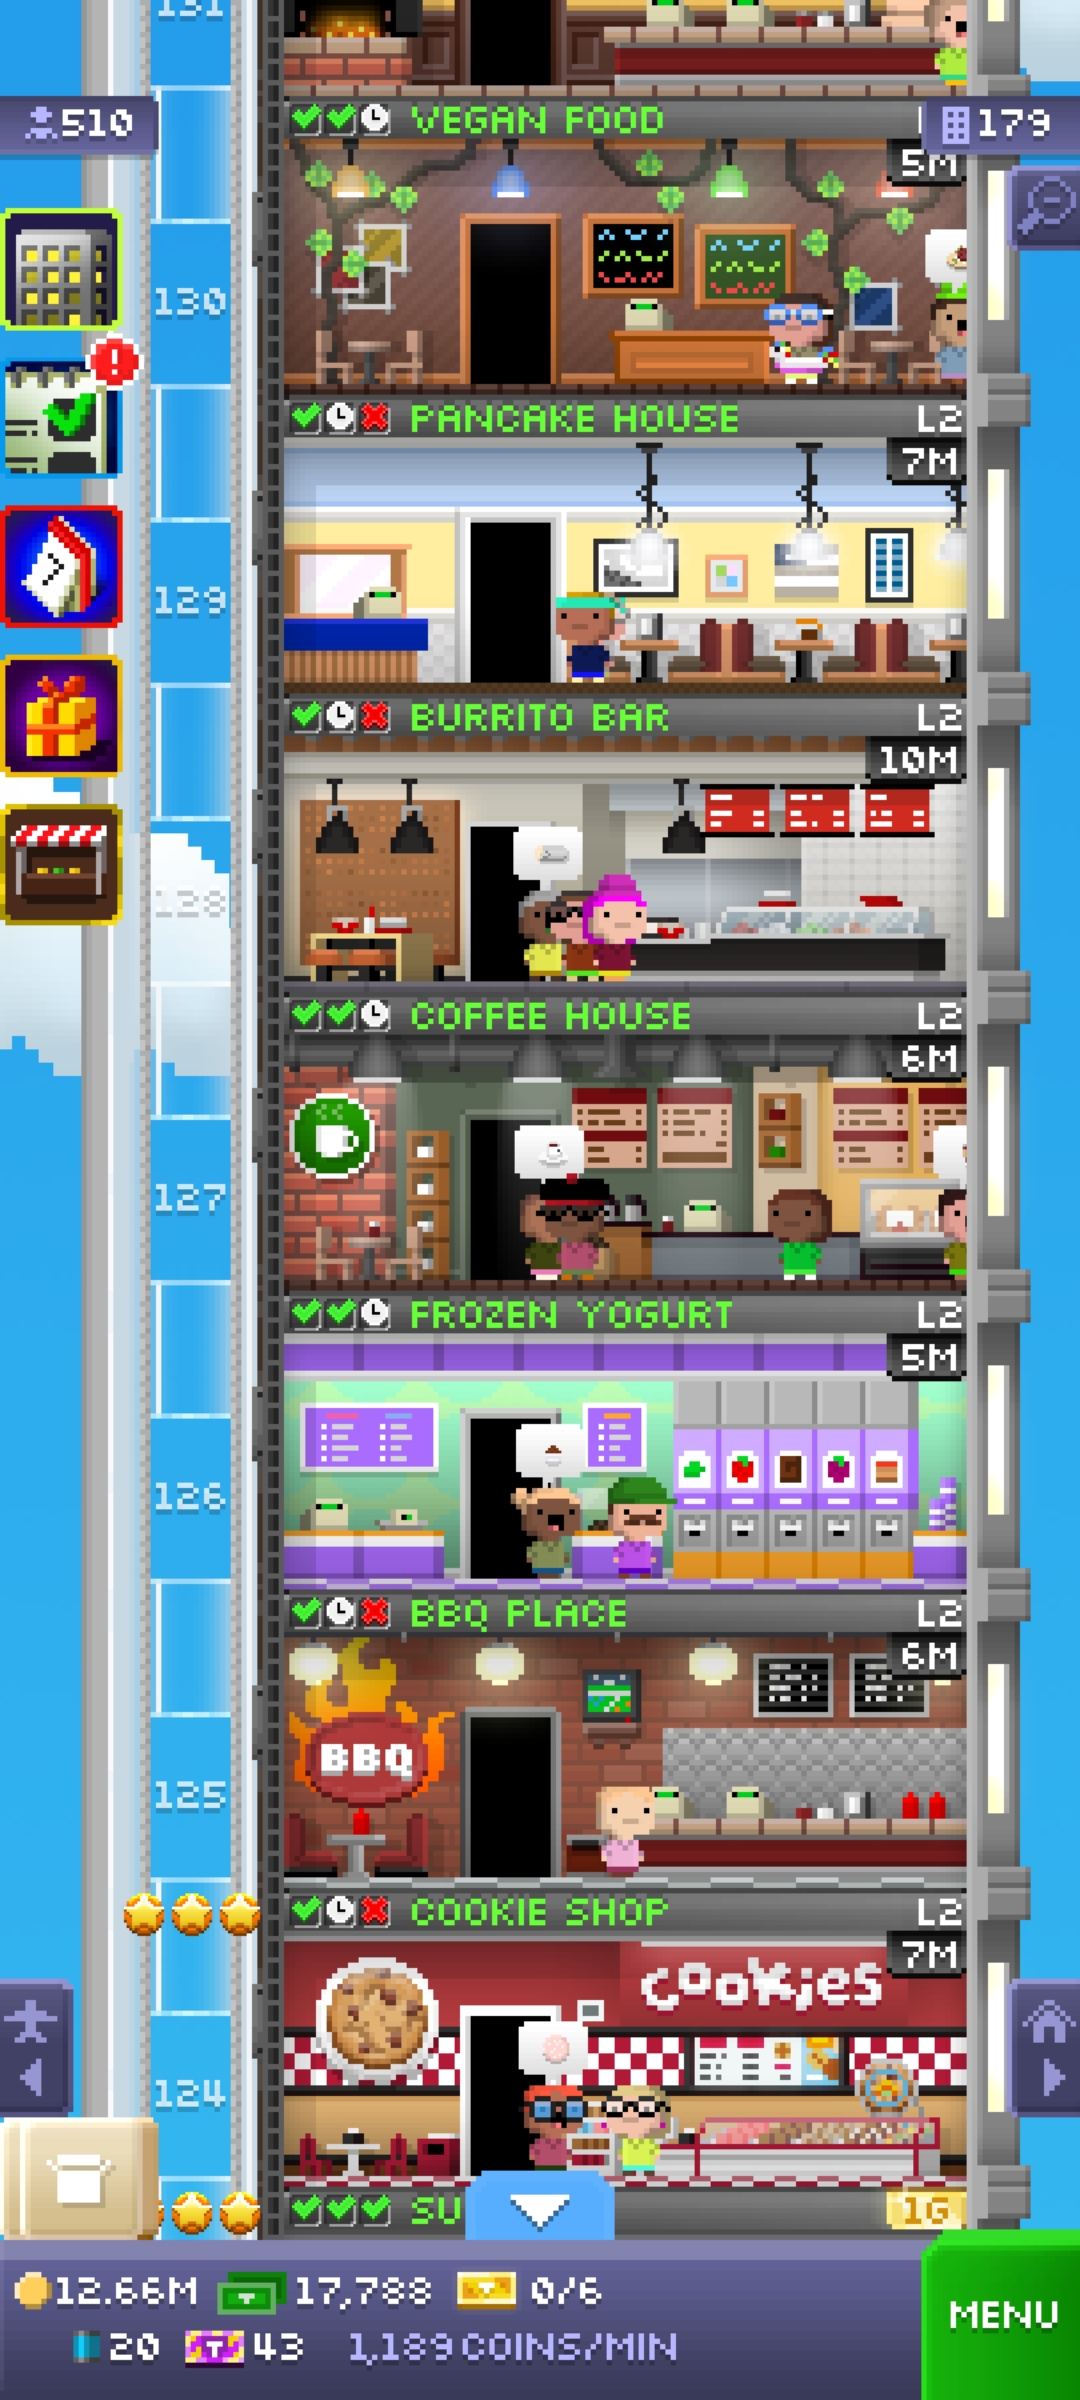 131
510
VEGAN FOOD
179
5M
130
PANCAKE HOUSE L2
7M
7
129
BURRITO BAR L2
10M
128
COFFEE HOUSE L2
6M
127
FROZEN YOGURT L2
5M
126
BBQ PLACE L2
6M
BBQ
125
COOKIE SHOP L2
7M
cookies
124
SU
1G
12.66M 17,788 0/6
20 43 1,189 COINS/MIN
MENU